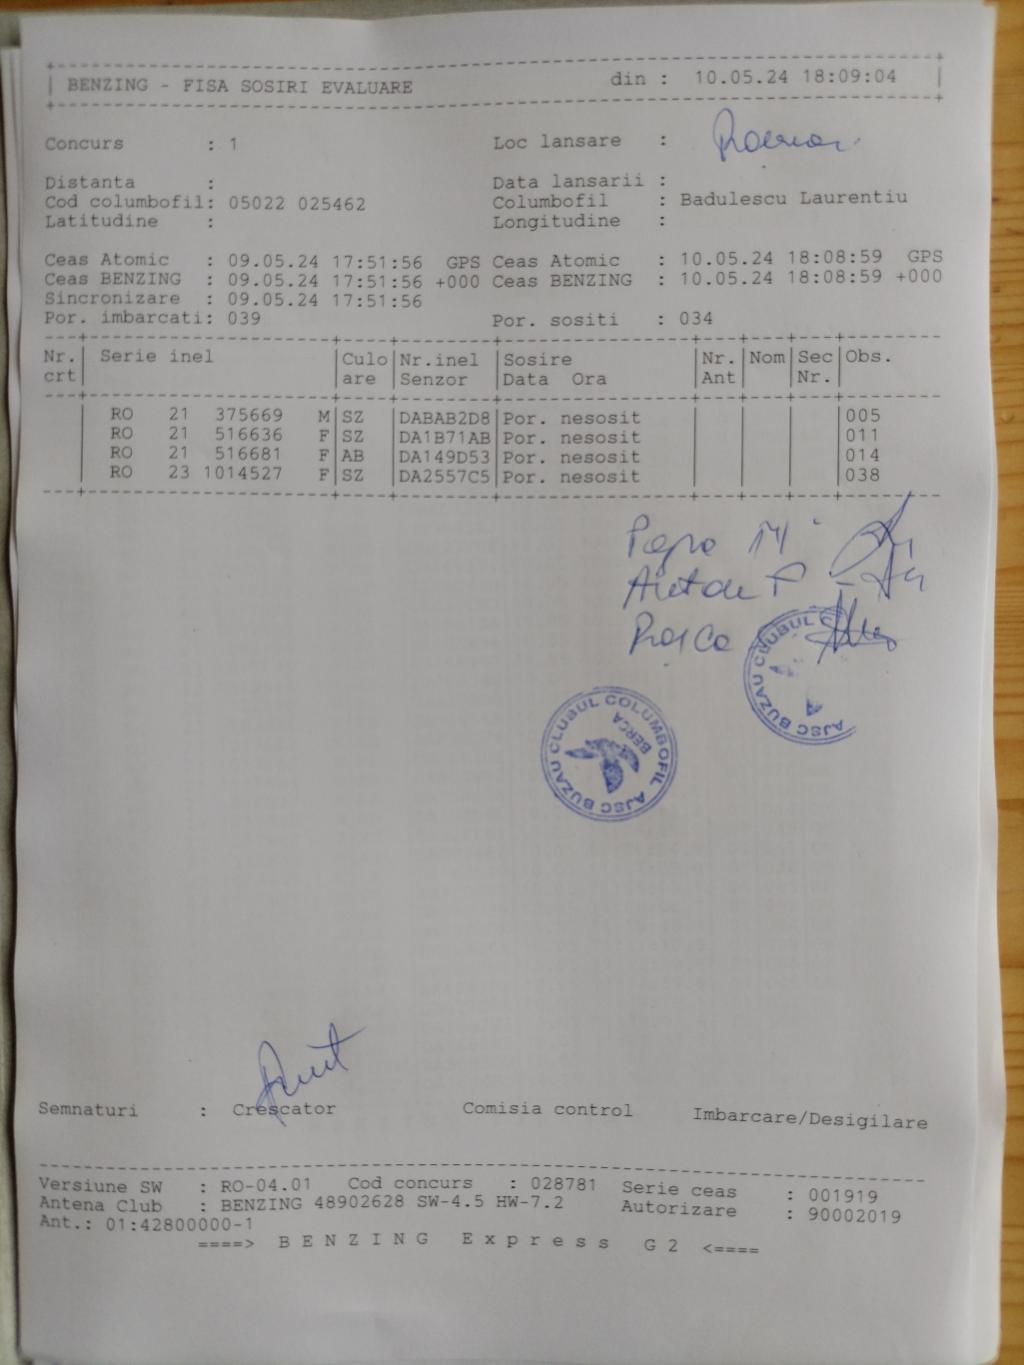 BENZING - FISA SOSIRI EVALUARE din : 10.05.24 18:09:04
Concurs : 1 Loc lansare :
Distanta : Data lansarii :
Cod columbofil: 05022 025462 Columbofil : Badulescu Laurentiu
Latitudine : Longitudine :
Ceas Atomic : 09.05.24 17:51:56 GPS Ceas Atomic : 10.05.24 18:08:59 GPS
Ceas BENZING : 09.05.24 17:51:56 +000 Ceas BENZING : 10.05.24 18:08:59 +000
Sincronizare : 09.05.24 17:51:56
Por. imbarcati: 039 Por. sositi : 034
Nr. Serie inel Culo Nr.inel Sosire Nr. Nom Sec Obs.
crt are Senzor Data Ora Ant Nr.
RO 21 375669 M SZ DABAB2D8 Por. nesosit 005
RO 21 516636 F SZ DA1B71AB Por. nesosit 011
RO 21 516681 F AB DA149D53 Por. nesosit 014
RO 23 1014527 F SZ DA2557C5 Por. nesosit 038
AJSC BUZAU CLUBUL C
AJSC BUZAU CLUBUL COLUMBOFIL
BERCA
Semnaturi : Crescator Comisia control Imbarcare/Desigilare
Versiune SW : RO-04.01 Cod concurs : 028781 Serie ceas : 001919
Antena Club : BENZING 48902628 SW-4.5 HW-7.2 Autorizare : 90002019
Ant.: 01:42800000-1
====> BENZING Express G2 <====